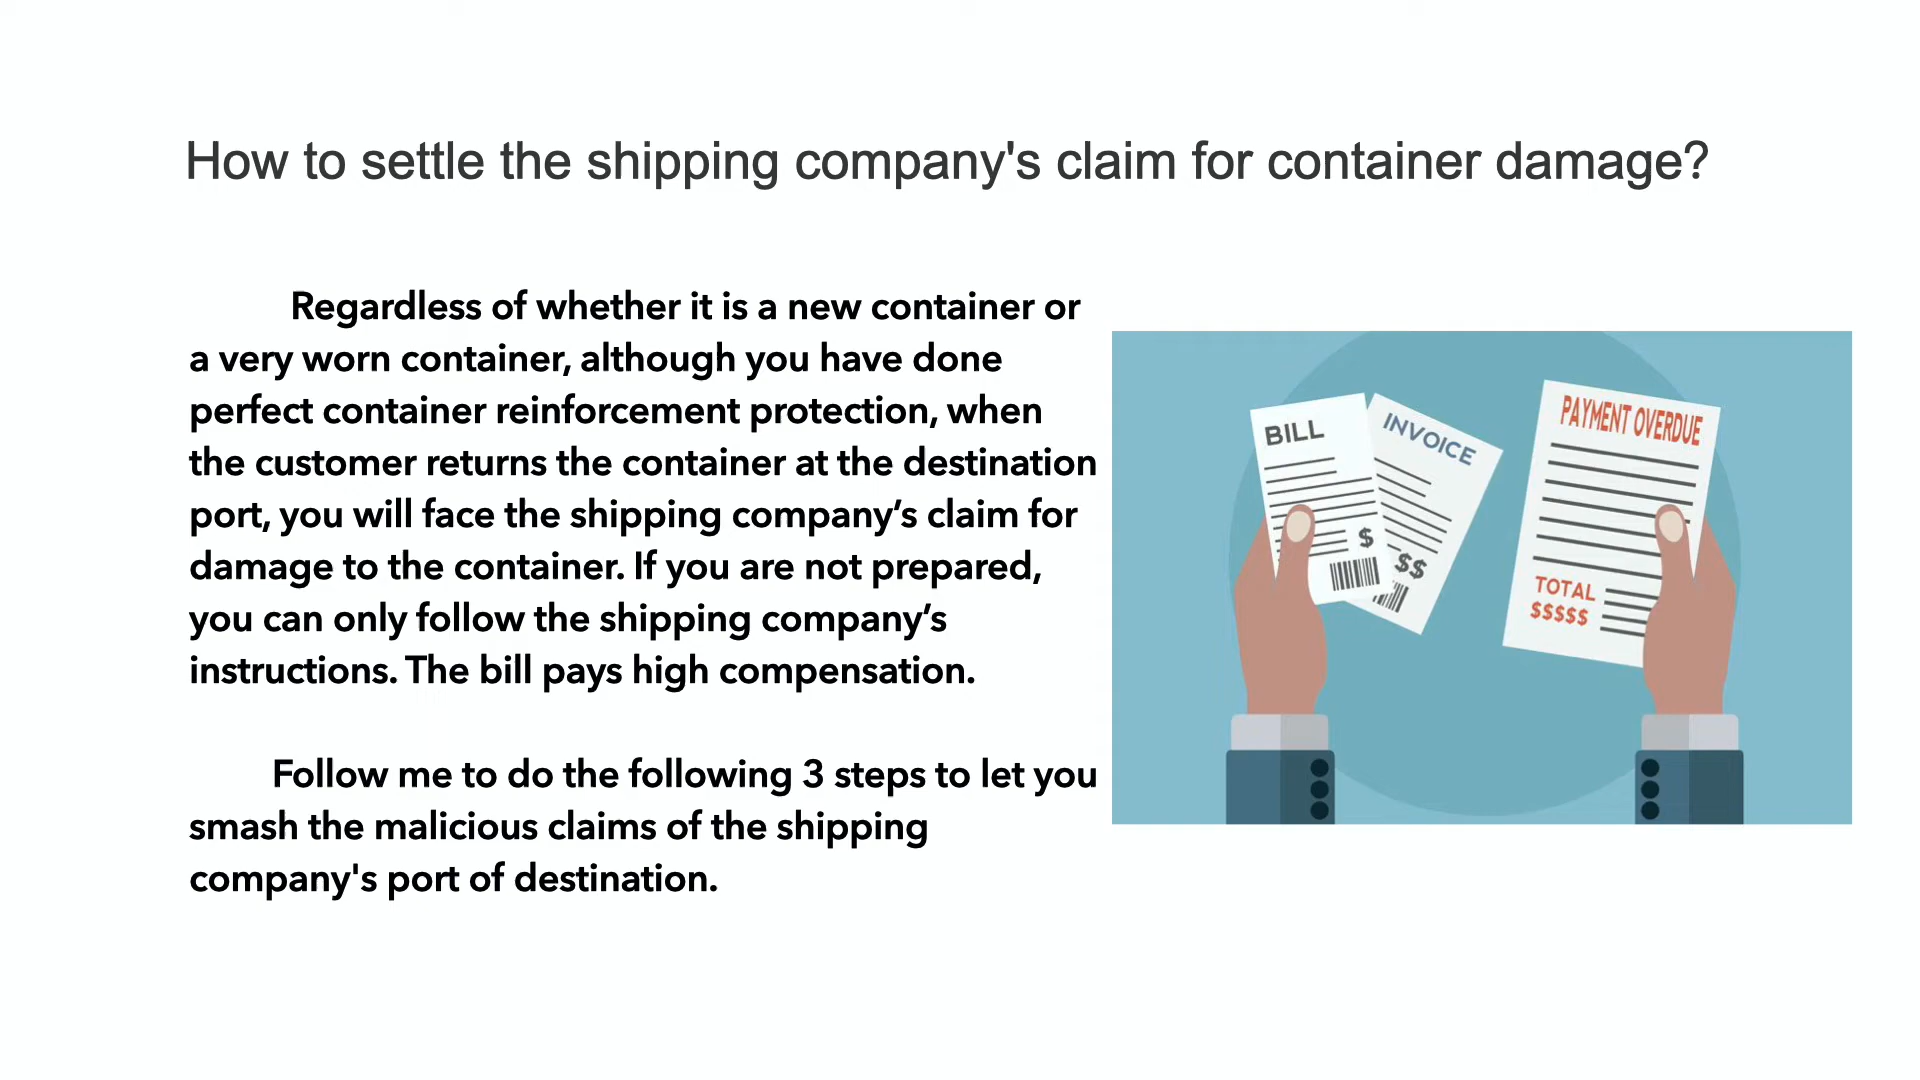 How to settle the shipping company's claim for container damage?
Regardless of whether it is a new container or
a very worn container, although you have done
perfect container reinforcement protection, when
the customer returns the container at the destination
port, you will face the shipping company’s claim for
damage to the container. If you are not prepared,
you can only follow the shipping company’s
instructions. The bill pays high compensation.
Follow me to do the following 3 steps to let you
smash the malicious claims of the shipping
company's port of destination.
BILL
$
INVOICE
$$
PAYMENT OVERDUE
TOTAL
$$$$$